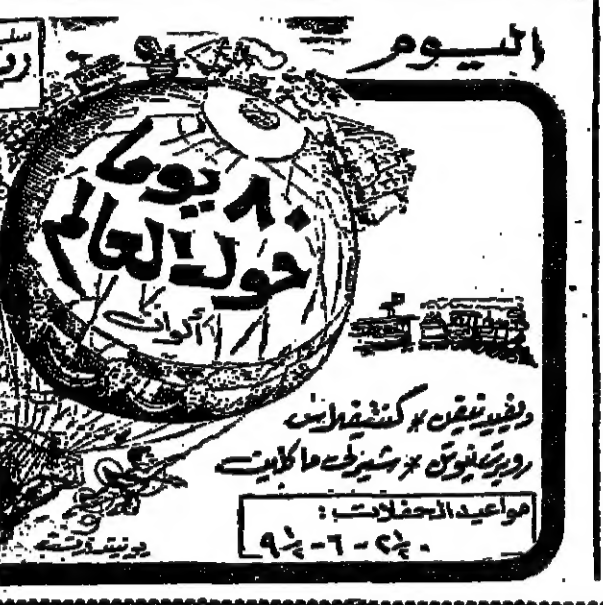 اليوم
٨٠ يوما
حول العالم
ألوان
ديفيد نيفن * كنتنفلاس
روبرت نيوتن * شيرلى ماكلين
مواعيد الحفلات :
٢½ - ٦ - ٩½